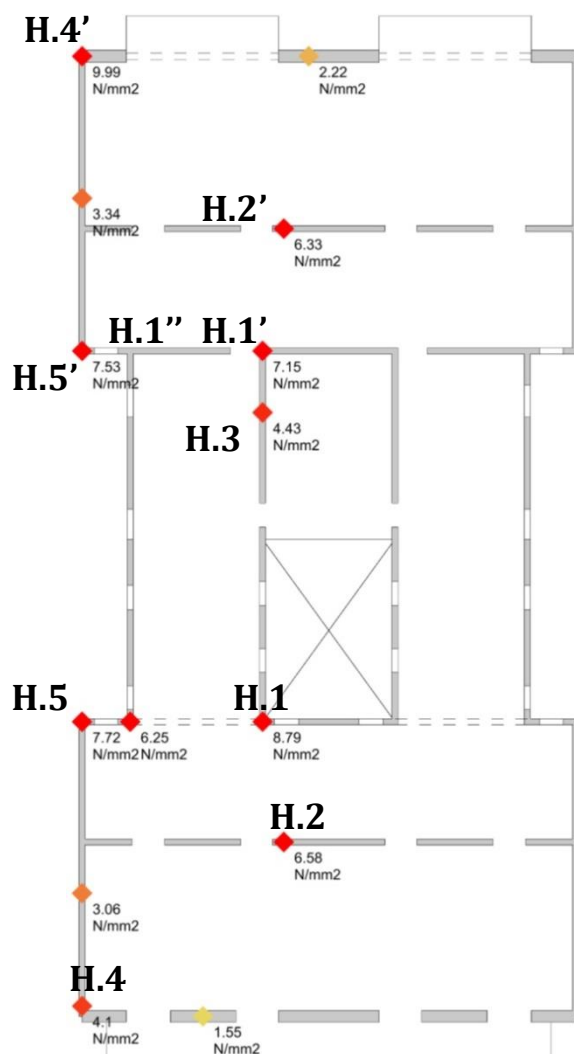 H.4’
9.99
N/mm2
2.22
N/mm2
3.34
N/mm2
H.2’
6.33
N/mm2
H.1’’
H.1’
H.5’
7.53
N/mm2
7.15
N/mm2
H.3
4.43
N/mm2
H.5
H.1
7.72
N/mm2
6.25
N/mm2
8.79
N/mm2
H.2
6.58
N/mm2
3.06
N/mm2
H.4
4.1
N/mm2
1.55
N/mm2